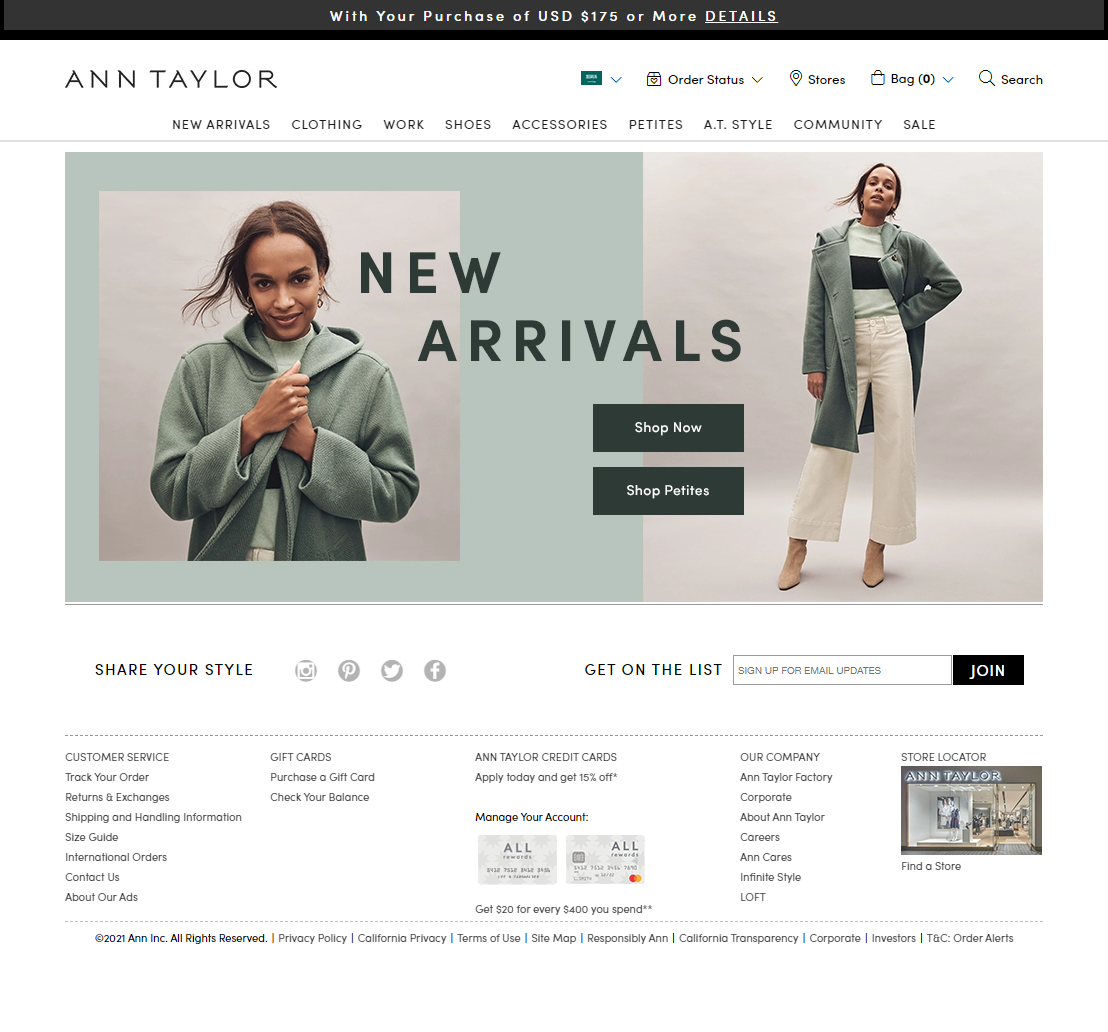 With Your Purchase of USD $175 or More DETAILS
ANN TAYLOR
Order Status
Stores
Bag (0)
Search
NEW ARRIVALS CLOTHING WORK SHOES ACCESSORIES PETITES A.T. STYLE COMMUNITY SALE
NEW
ARRIVALS
Shop Now
Shop Petites
SHARE YOUR STYLE
GET ON THE LIST
SIGN UP FOR EMAIL UPDATES
JOIN
CUSTOMER SERVICE
Track Your Order
Returns & Exchanges
Shipping and Handling Information
Size Guide
International Orders
Contact Us
About Our Ads
GIFT CARDS
Purchase a Gift Card
Check Your Balance
ANN TAYLOR CREDIT CARDS
Apply today and get 15% off*
Manage Your Account:
ALL
rewards
ALL
rewards
Get $20 for every $400 you spend**
OUR COMPANY
Ann Taylor Factory
Corporate
About Ann Taylor
Careers
Ann Cares
Infinite Style
LOFT
STORE LOCATOR
ANN TAYLOR
Find a Store
©2021 Ann Inc. All Rights Reserved. | Privacy Policy | California Privacy | Terms of Use | Site Map | Responsibly Ann | California Transparency | Corporate | Investors | T&C: Order Alerts